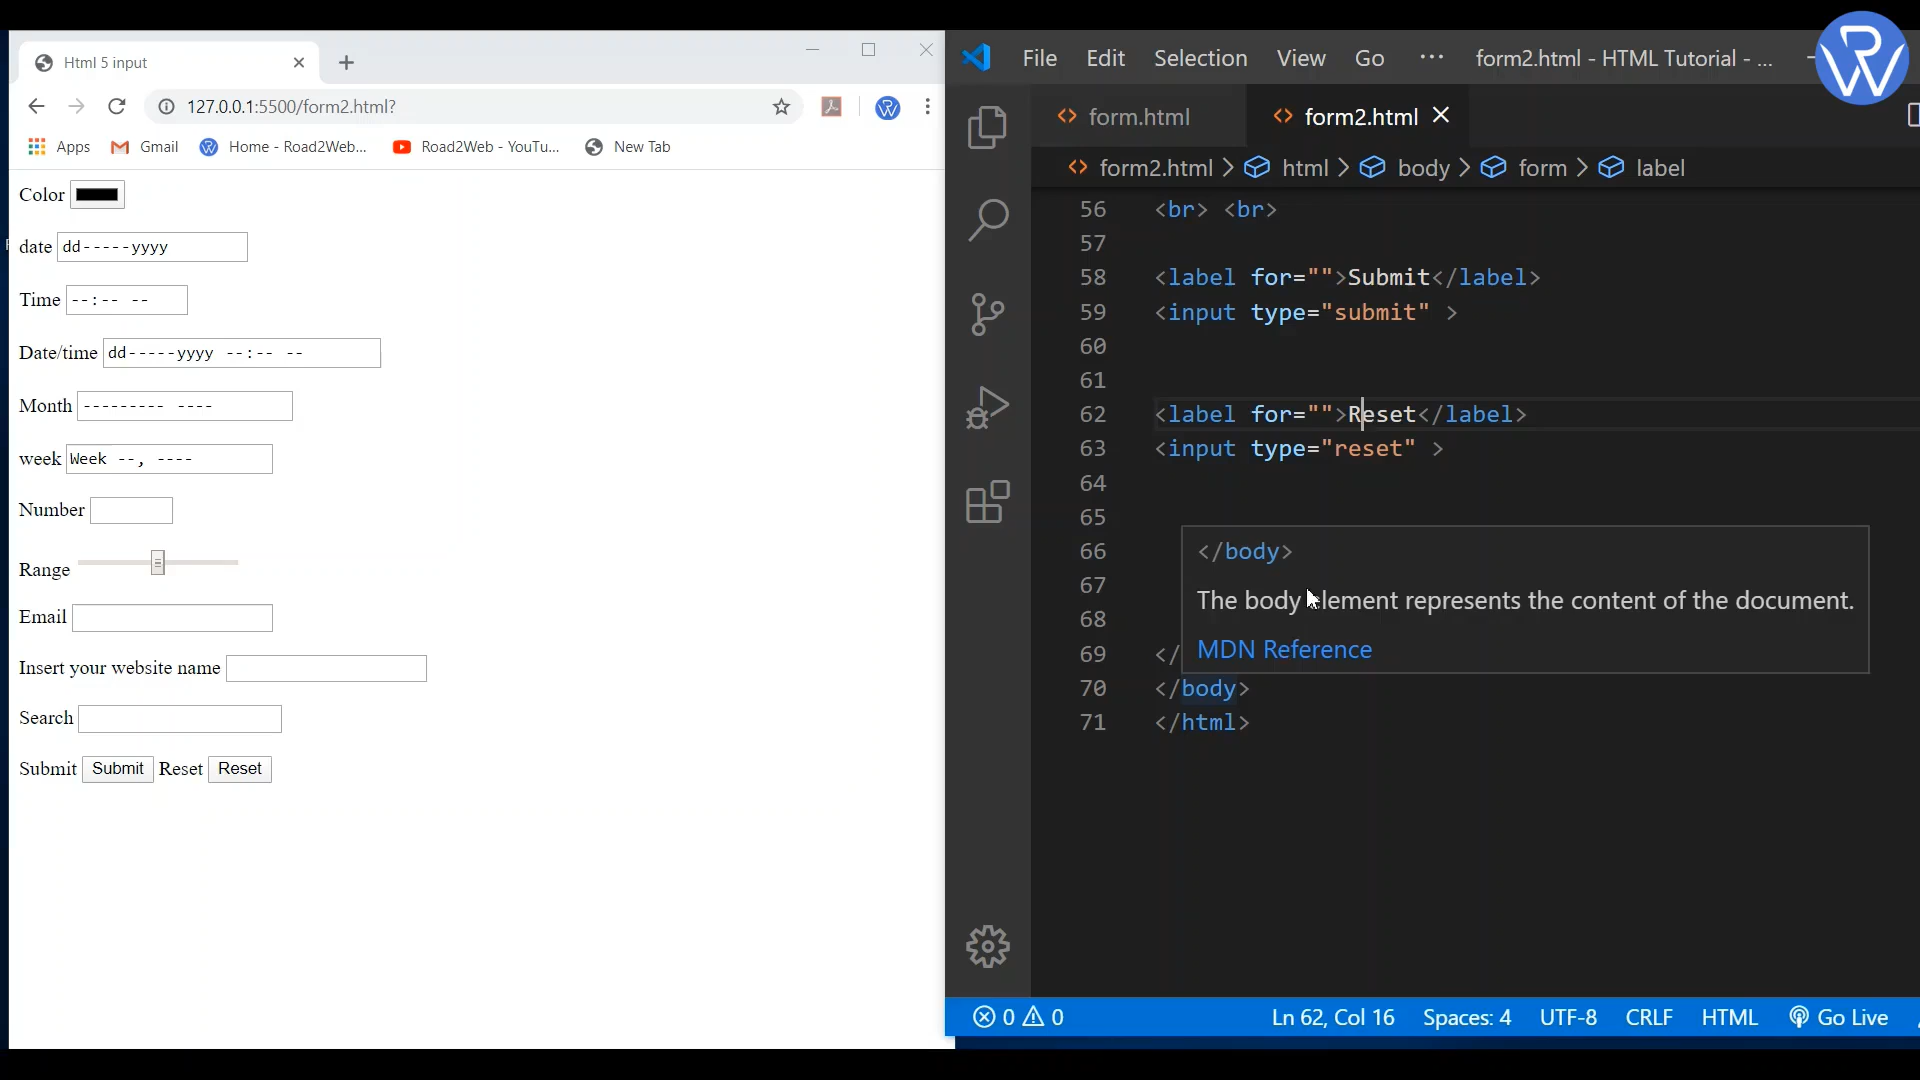 Html 5 input
127.0.0.1:5500/form2.html?
Apps
Gmail
Home - Road2Web...
Road2Web - YouTu...
New Tab
Color
date dd-----yyyy
Time --:-- --
Date/time dd-----yyyy --:-- --
Month --------- ----
week Week --, ----
Number
Range
Email
Insert your website name
Search
Submit Submit Reset Reset
File Edit Selection View Go ··· form2.html - HTML Tutorial - ...
form.html
form2.html
form2.html > html > body > form > label
56 <br> <br>
57
58 <label for="">Submit</label>
59 <input type="submit" >
60
61
62 <label for="">Reset</label>
63 <input type="reset" >
64
65
66
67
68
69 </
70 </body>
71 </html>
</body>
The body element represents the content of the document.
MDN Reference
0 0
Ln 62, Col 16
Spaces: 4
UTF-8
CRLF
HTML
Go Live
RW